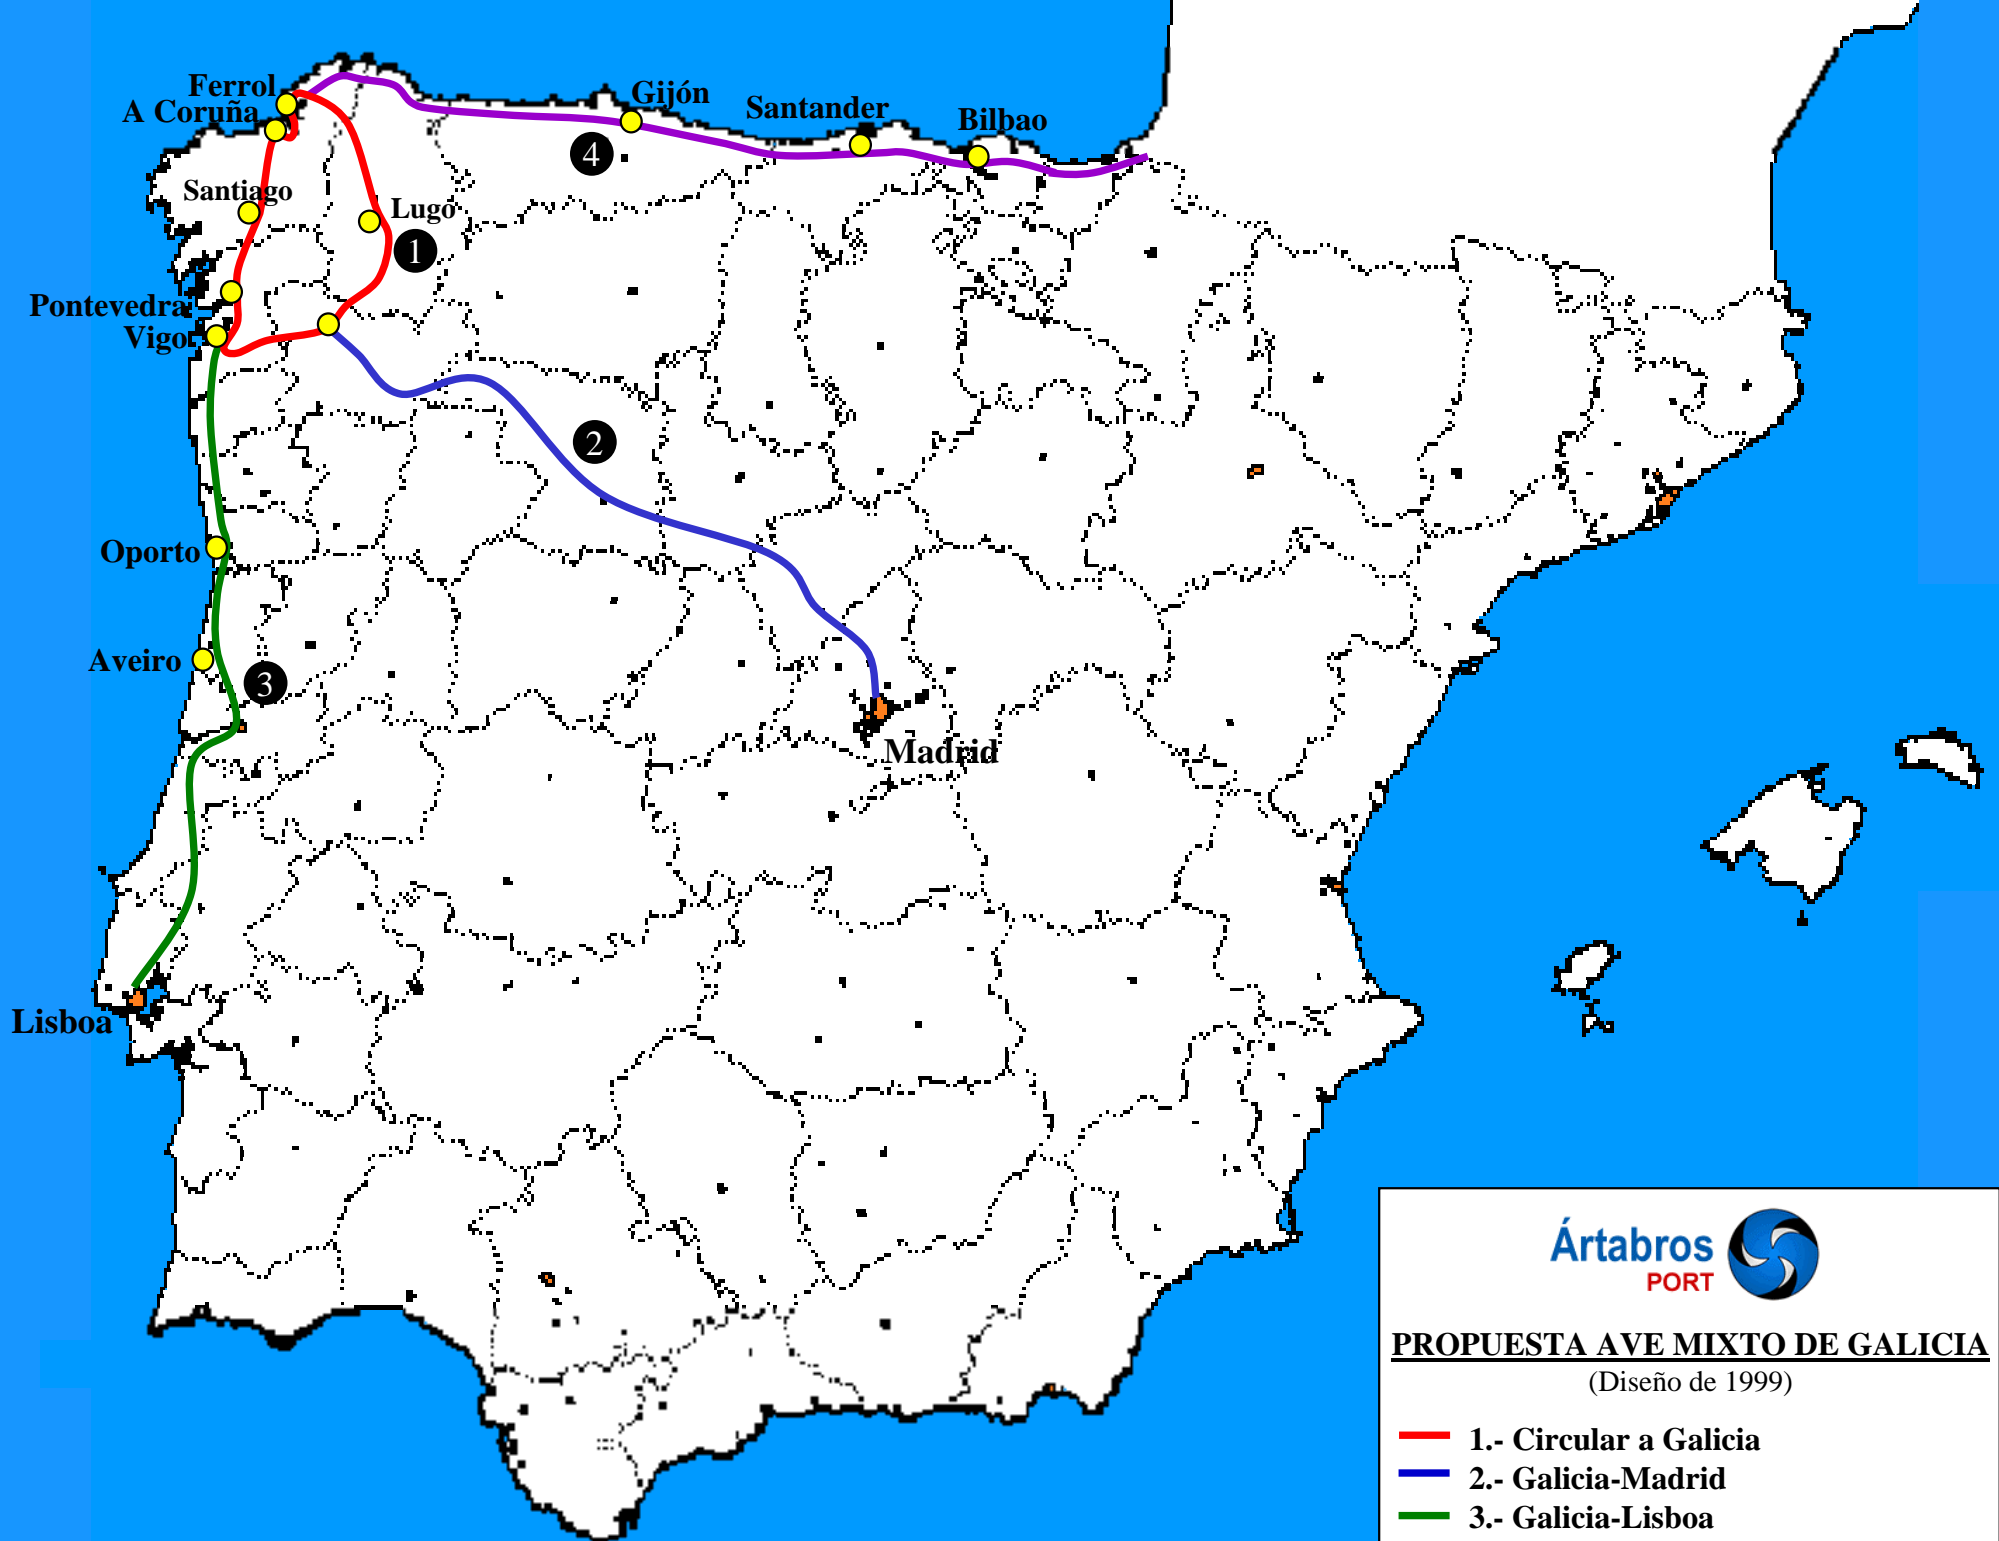 Ferrol
A Coruña
Gijón
Santander
Bilbao
4
Santiago
Lugo
1
Pontevedra
Vigo
2
Oporto
Aveiro
3
Madrid
Lisboa
Ártabros
PORT
PROPUESTA AVE MIXTO DE GALICIA
(Diseño de 1999)
1.- Circular a Galicia
2.- Galicia-Madrid
3.- Galicia-Lisboa